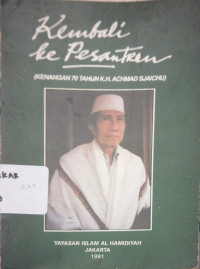 Kembali
ke Pesantren
(KENANGAN 70 TAHUN K.H. ACHMAD SJAICHU)
YAYASAN ISLAM AL HAMIDIYAH
JAKARTA
1991